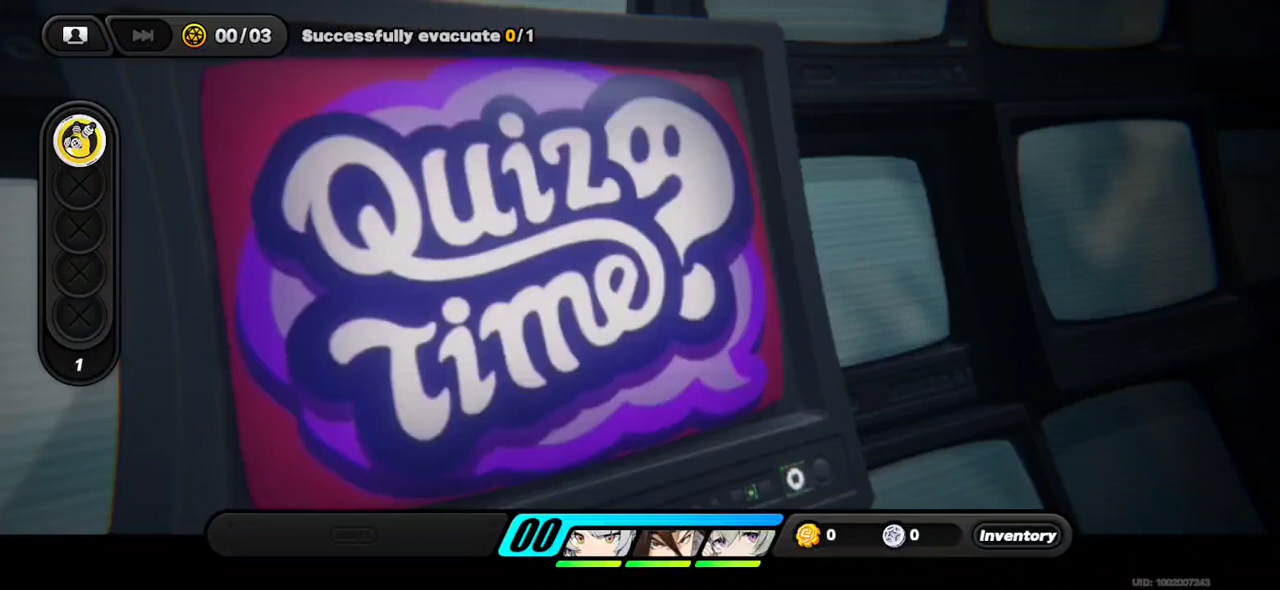 00/03
Successfully evacuate 0/1
Quiz
Time!
1
00
0
0
Inventory
UID: 1002007343